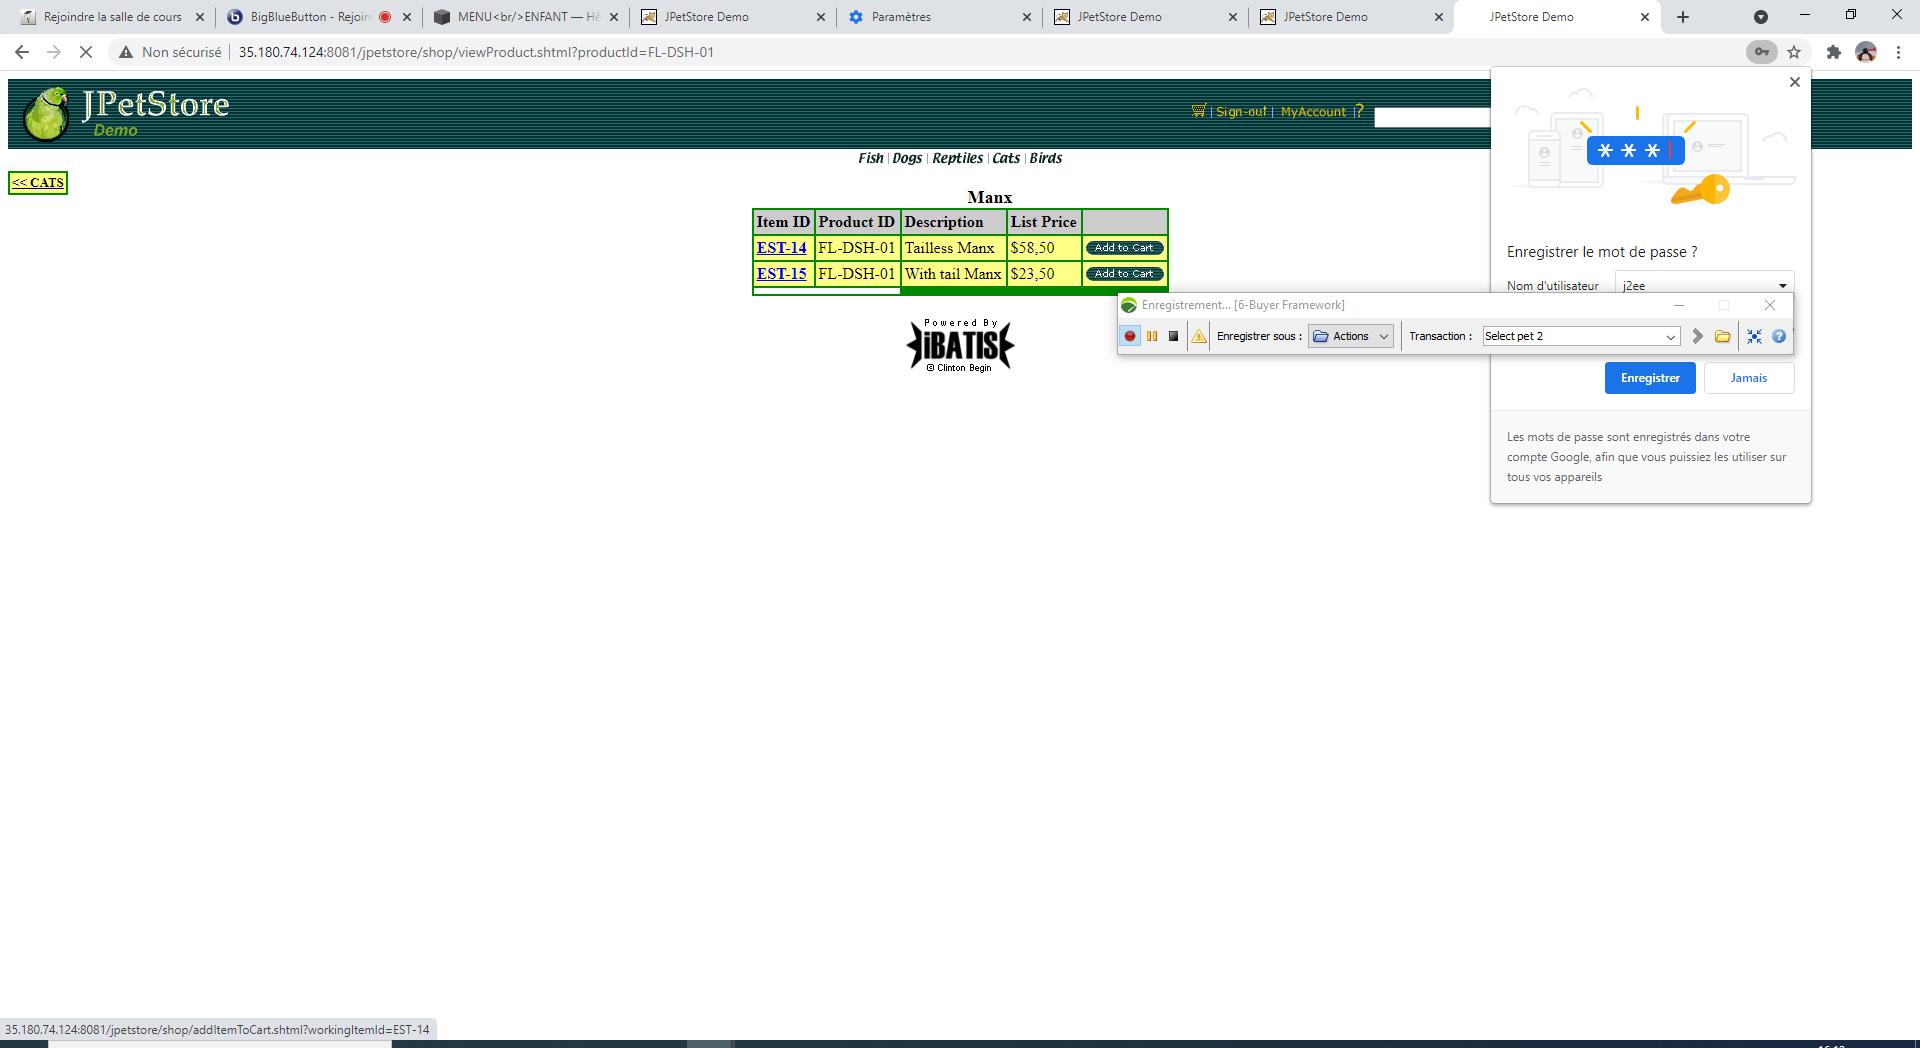 Rejoindre la salle de cours
BigBlueButton - Rejoin
MENU<br/>ENFANT — Hé
JPetStore Demo
Paramètres
JPetStore Demo
JPetStore Demo
JPetStore Demo
Non sécurisé
35.180.74.124:8081/jpetstore/shop/viewProduct.shtml?productId=FL-DSH-01
JPetStore
Demo
| Sign-out | MyAccount | ?
Fish | Dogs | Reptiles | Cats | Birds
<< CATS
Manx
Item ID Product ID Description List Price
EST-14 FL-DSH-01 Tailless Manx $58,50 Add to Cart
EST-15 FL-DSH-01 With tail Manx $23,50 Add to Cart
Powered By
iBATIS
© Clinton Begin
* * * |
Enregistrer le mot de passe ?
Nom d'utilisateur j2ee
Enregistrement... [6-Buyer Framework]
Enregistrer sous : Actions Transaction : Select pet 2
Enregistrer Jamais
Les mots de passe sont enregistrés dans votre
compte Google, afin que vous puissiez les utiliser sur
tous vos appareils
35.180.74.124:8081/jpetstore/shop/addItemToCart.shtml?workingItemId=EST-14